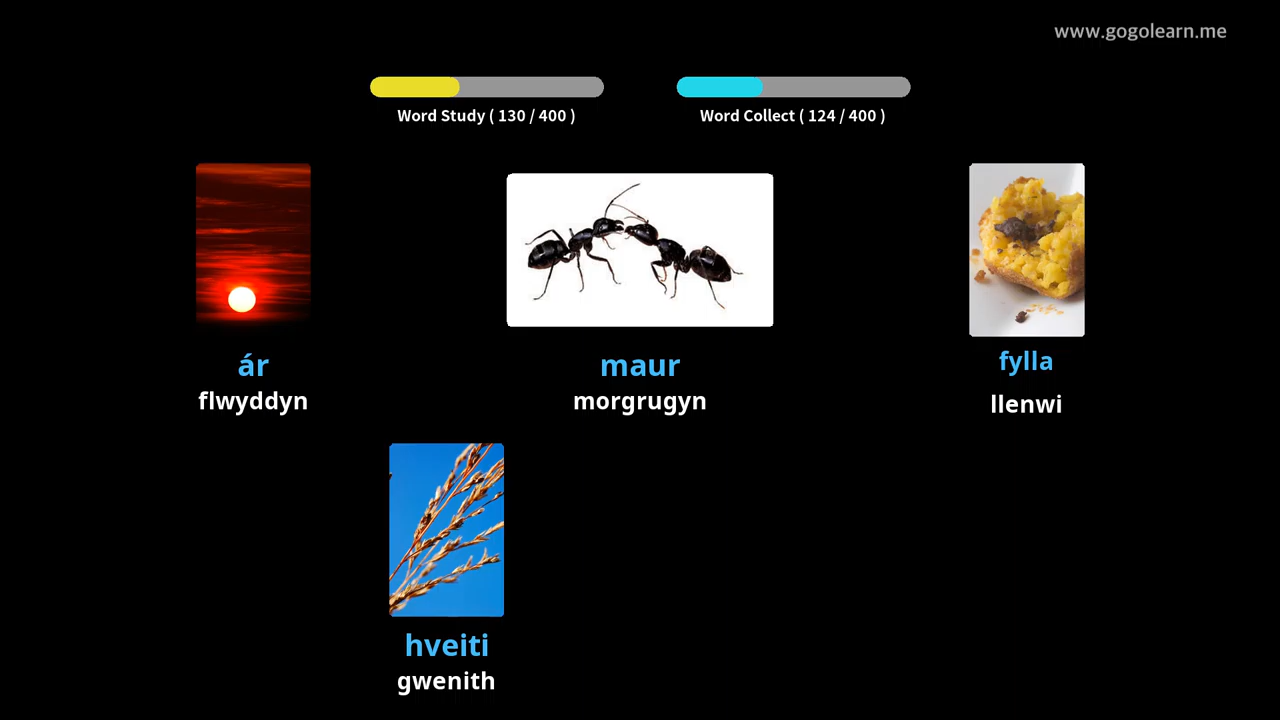 www.gogolearn.me
Word Study ( 130 / 400 )
Word Collect ( 124 / 400 )
ár
flwyddyn
maur
morgrugyn
fylla
llenwi
hveiti
gwenith